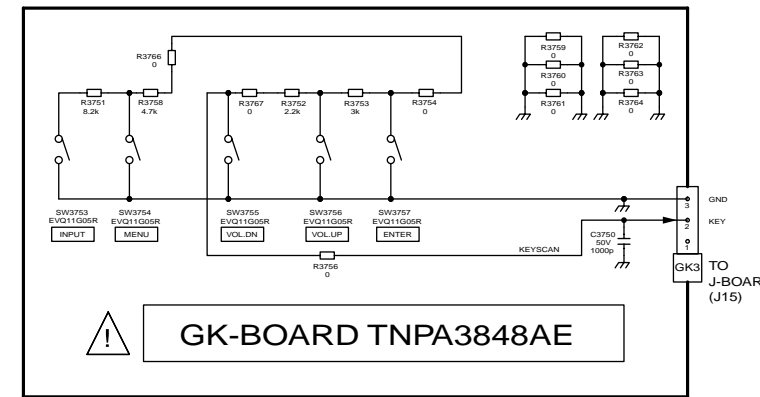 R3766
0
R3759
0
R3760
0
R3761
0
R3762
0
R3763
0
R3764
0
R3751
8.2k
R3758
4.7k
R3767
0
R3752
2.2k
R3753
3k
R3754
0
SW3753
EVQ11G05R
INPUT
SW3754
EVQ11G05R
MENU
SW3755
EVQ11G05R
VOL.DN
SW3756
EVQ11G05R
VOL.UP
SW3757
EVQ11G05R
ENTER
R3756
0
KEYSCAN
C3750
50V
1000p
3
GND
2
KEY
1
GK3
TO
J-BOAR
(J15)
!
GK-BOARD TNPA3848AE